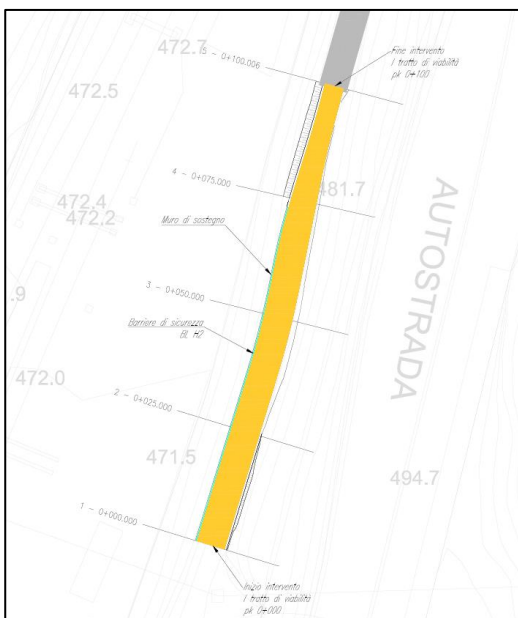 472.7
5 - 0+100.006
Fine intervento
I tratto di viabilità
pk 0+100
472.5
4 - 0+075.000
481.7
472.4
472.2
Muro di sostegno
AUTOSTRADA
3 - 0+050.000
.9
Barriere di sicurezza
BL H2
472.0
2 - 0+025.000
471.5
494.7
1 - 0+000.000
Inizio intervento
I tratto di viabilità
pk 0+000